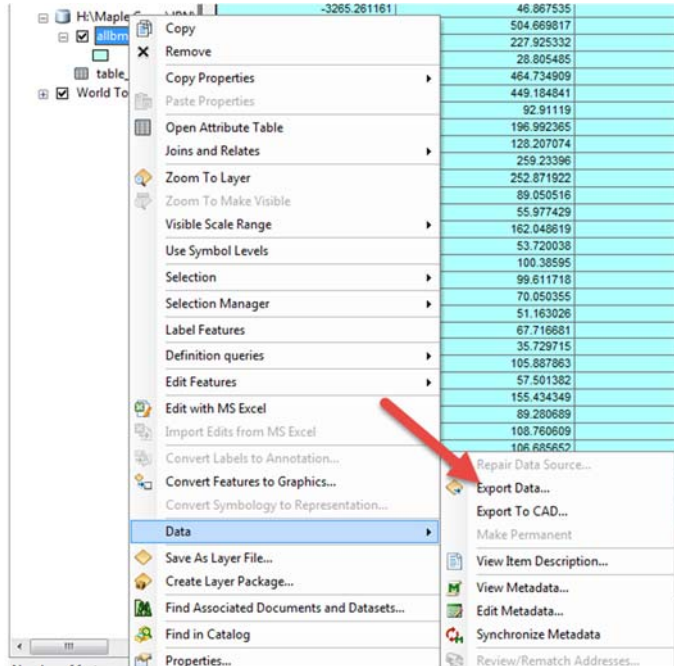 H:\Maple
allbm
table_
World To
Copy
Remove
Copy Properties
Paste Properties
Open Attribute Table
Joins and Relates
Zoom To Layer
Zoom To Make Visible
Visible Scale Range
Use Symbol Levels
Selection
Selection Manager
Label Features
Definition queries
Edit Features
Edit with MS Excel
Import Edits from MS Excel
Convert Labels to Annotation...
Convert Features to Graphics...
Convert Symbology to Representation...
Data
Save As Layer File...
Create Layer Package...
Find Associated Documents and Datasets...
Find in Catalog
Properties...
-3265.261161 46.867535
504.669817
227.925332
28.805485
464.734909
449.184841
92.91119
196.992365
128.207074
259.23396
252.871922
89.050516
55.977429
162.048619
53.720038
100.38595
99.611718
70.050355
51.163026
67.716681
35.729715
105.887863
57.501382
155.434349
89.280689
108.760609
106.685652
Repair Data Source...
Export Data...
Export To CAD...
Make Permanent
View Item Description...
View Metadata...
Edit Metadata...
Synchronize Metadata
Review/Rematch Addresses...